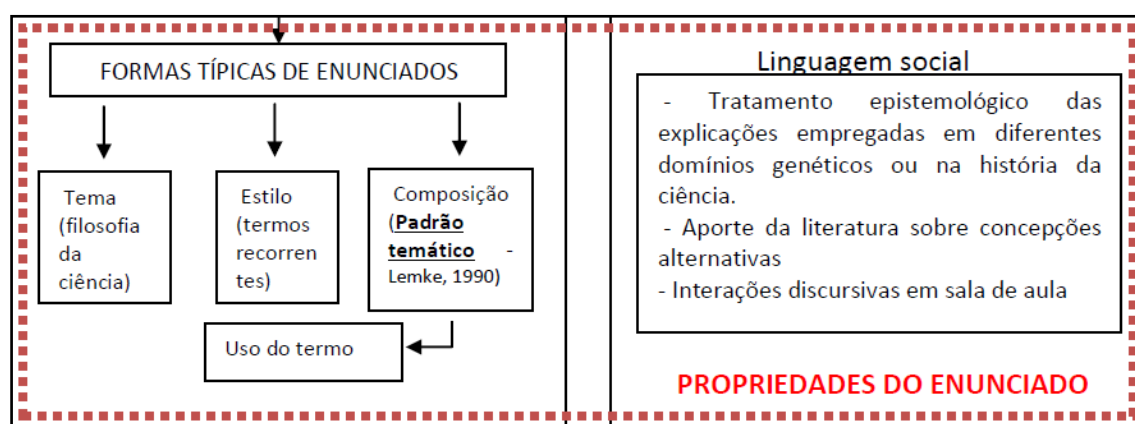 FORMAS TÍPICAS DE ENUNCIADOS
Tema
(filosofia
da
ciência)
Estilo
(termos
recorren
tes)
Composição
(Padrão
temático -
Lemke, 1990)
Uso do termo
Linguagem social
- Tratamento epistemológico das
explicações empregadas em diferentes
domínios genéticos ou na história da
ciência.
- Aporte da literatura sobre concepções
alternativas
- Interações discursivas em sala de aula
PROPRIEDADES DO ENUNCIADO